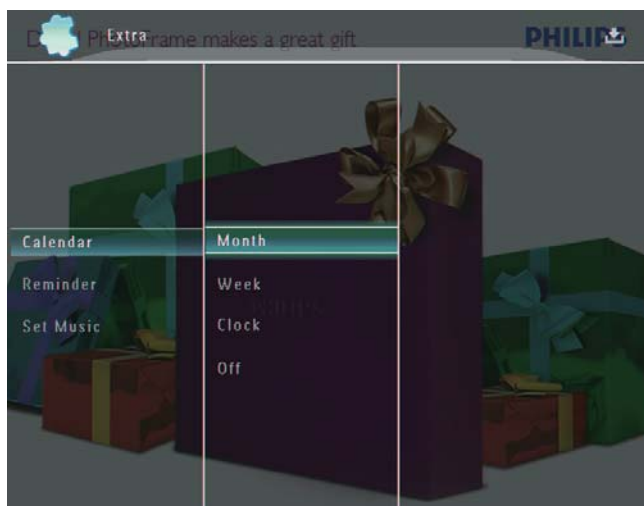 Extra
PhotoFrame makes a great gift
PHILIPS
Calendar
Month
Reminder
Week
Set Music
Clock
Off